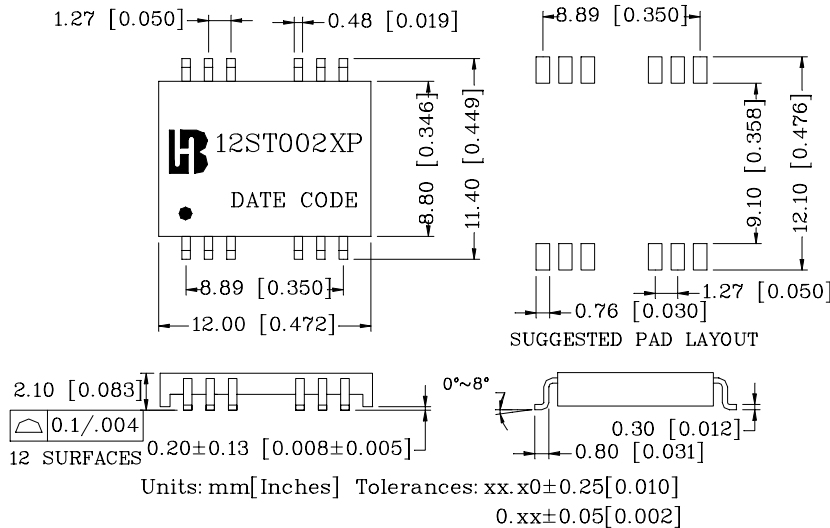 1.27 [0.050]
0.48 [0.019]
8.89 [0.350]
12ST002XP
DATE CODE
8.80 [0.346]
11.40 [0.449]
9.10 [0.358]
12.10 [0.476]
8.89 [0.350]
12.00 [0.472]
0.76 [0.030]
1.27 [0.050]
SUGGESTED PAD LAYOUT
2.10 [0.083]
0.1/.004
12 SURFACES
0.20±0.13 [0.008±0.005]
0°~8°
0.30 [0.012]
0.80 [0.031]
Units: mm[Inches] Tolerances: xx.x0±0.25[0.010]
0.xx±0.05[0.002]